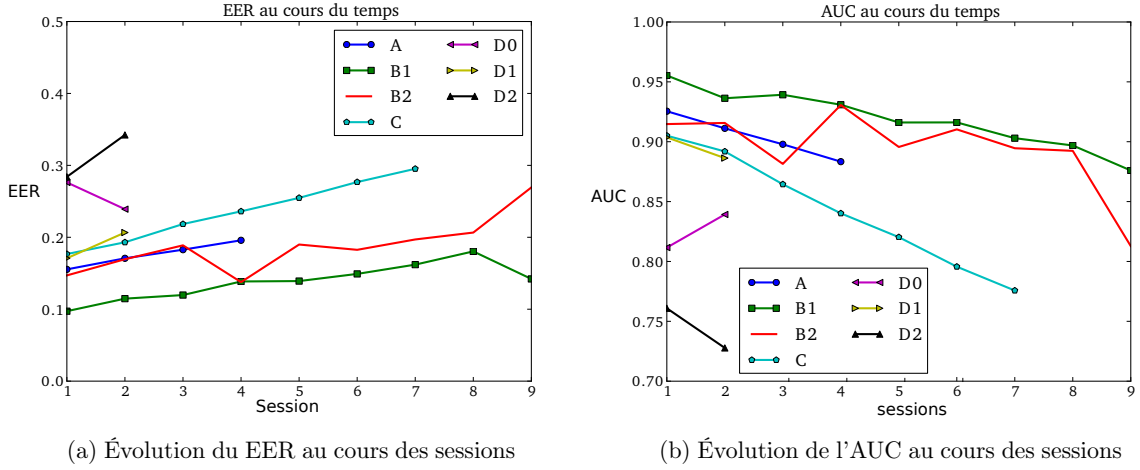 EER au cours du temps
0.5
0.4
0.3
0.2
0.1
0.0
EER
A
B1
B2
C
D0
D1
D2
1 2 3 4 5 6 7 8 9
Session
(a) Évolution du EER au cours des sessions
AUC au cours du temps
1.00
0.95
0.90
0.85
0.80
0.75
0.70
AUC
A
B1
B2
C
D0
D1
D2
1 2 3 4 5 6 7 8 9
sessions
(b) Évolution de l'AUC au cours des sessions